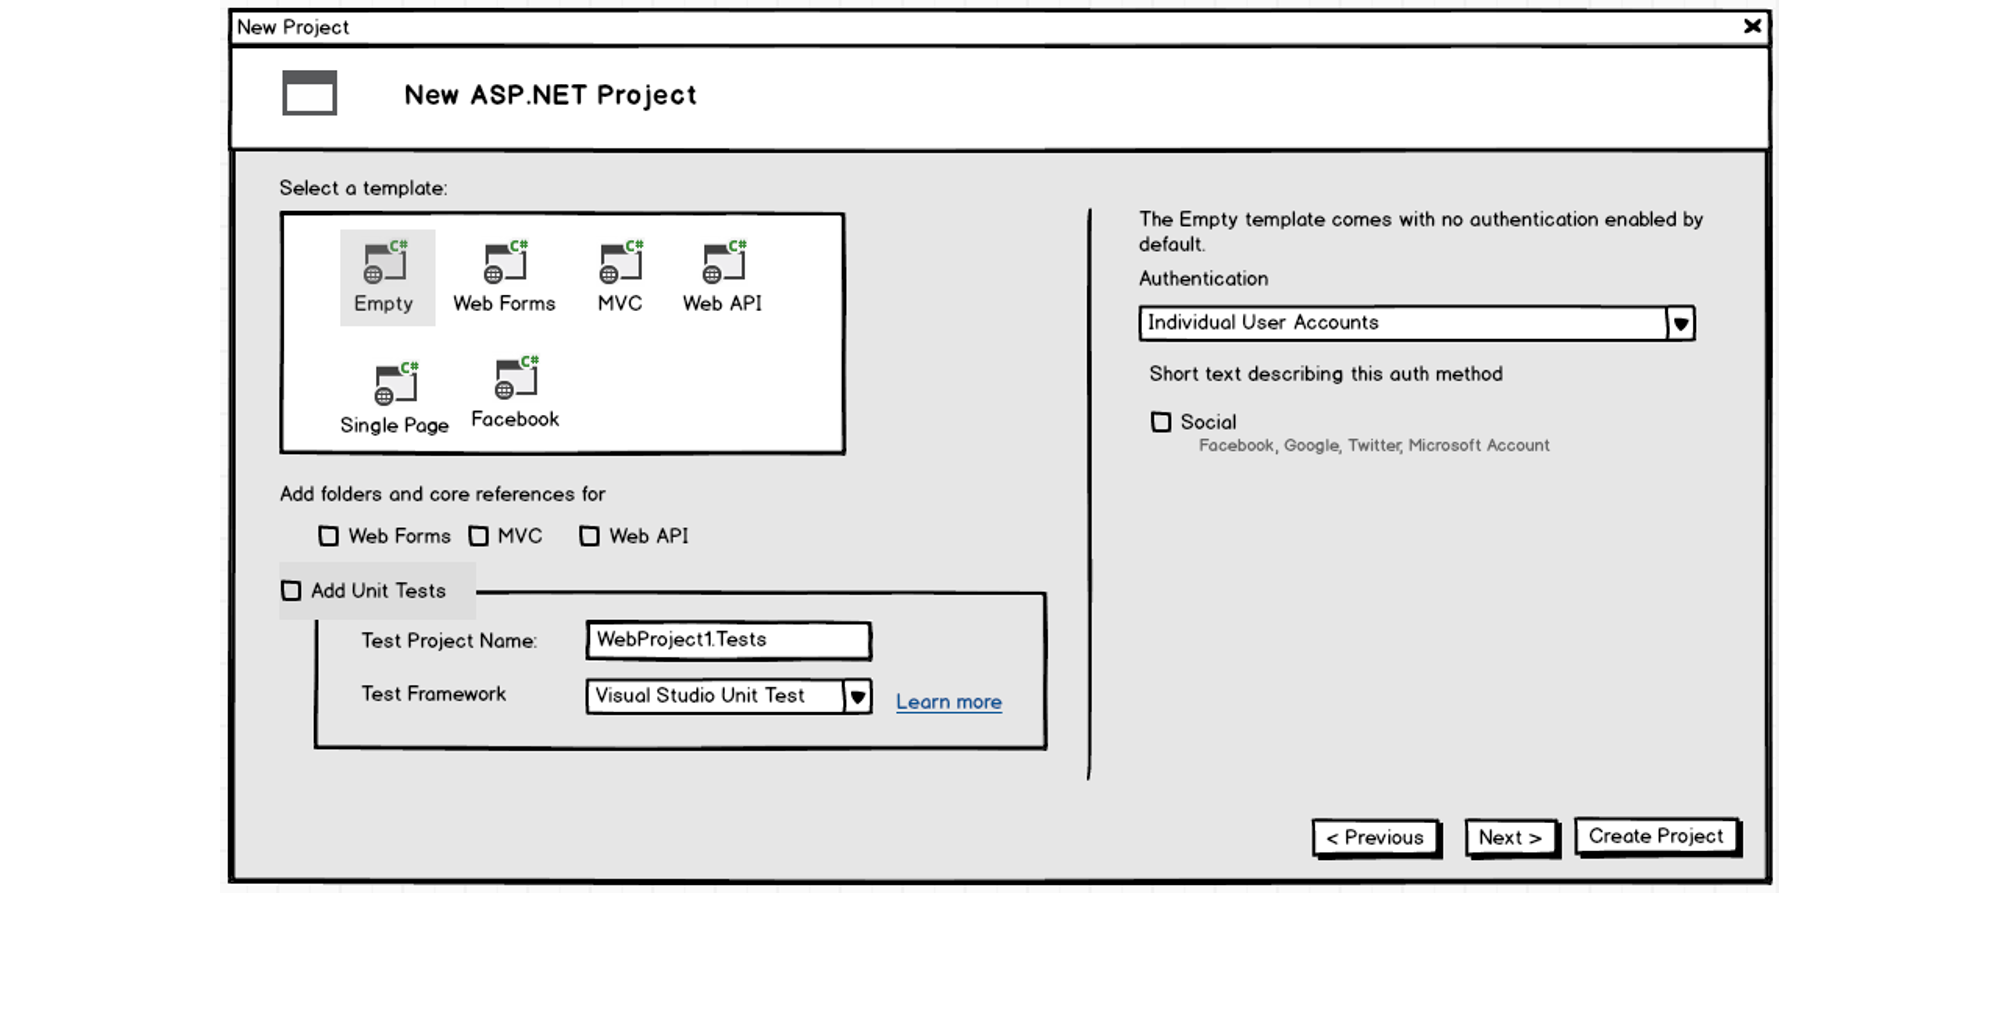 New Project
New ASP.NET Project
Select a template:
C# C# C# C#
Empty Web Forms MVC Web API
C# C#
Single Page Facebook
Add folders and core references for
Web Forms MVC Web API
Add Unit Tests
Test Project Name: WebProject1.Tests
Test Framework Visual Studio Unit Test Learn more
The Empty template comes with no authentication enabled by
default.
Authentication
Individual User Accounts
Short text describing this auth method
Social
Facebook, Google, Twitter, Microsoft Account
< Previous Next > Create Project